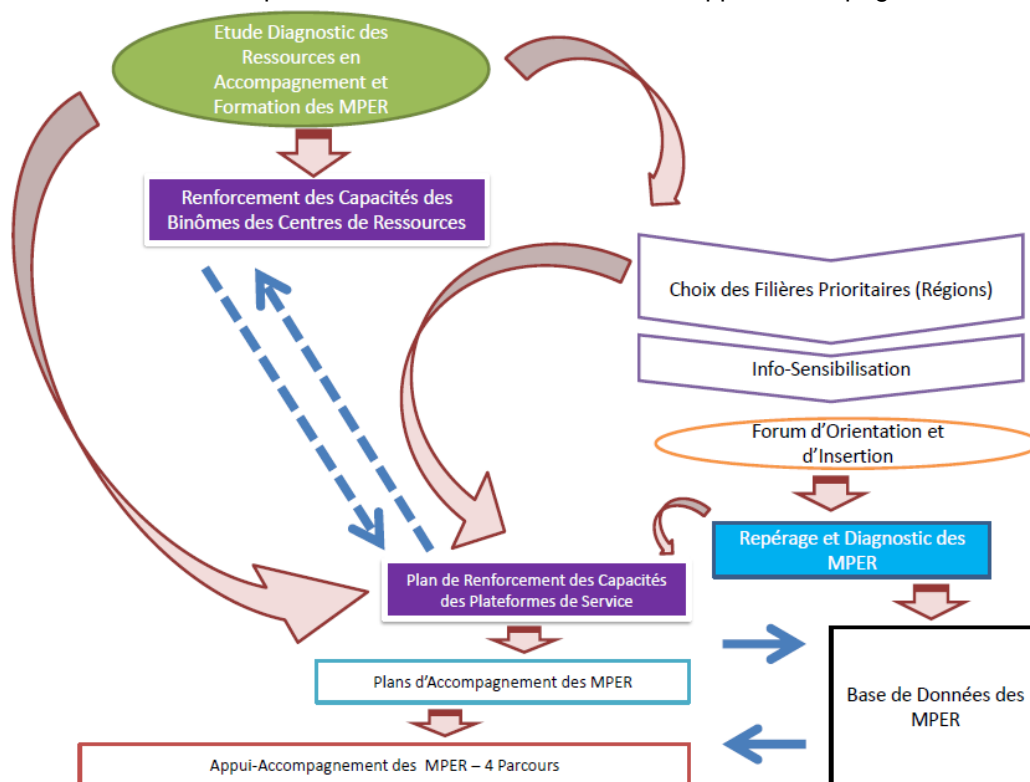 Etude Diagnostic des
Ressources en
Accompagnement et
Formation des MPER
Renforcement des Capacités des
Binômes des Centres de Ressources
Choix des Filières Prioritaires (Régions)
Info-Sensibilisation
Forum d'Orientation et
d'Insertion
Repérage et Diagnostic des
MPER
Plan de Renforcement des Capacités
des Plateformes de Service
Plans d'Accompagnement des MPER
Base de Données des
MPER
Appui-Accompagnement des MPER – 4 Parcours